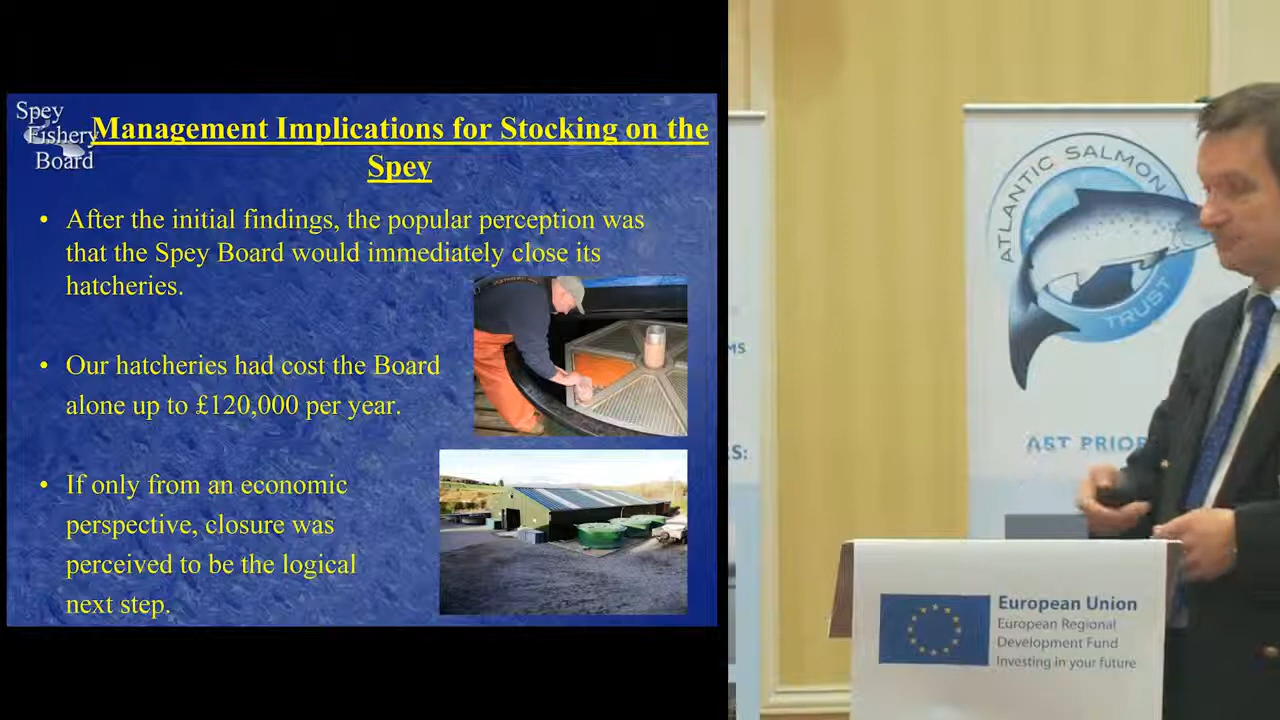 Spey
Fishery
Board
Management Implications for Stocking on the
Spey
• After the initial findings, the popular perception was
that the Spey Board would immediately close its
hatcheries.
• Our hatcheries had cost the Board
alone up to £120,000 per year.
• If only from an economic
perspective, closure was
perceived to be the logical
next step.
MS
S:
ATLANTIC SALMON
TRUST
AST PRIOR
European Union
European Regional
Development Fund
Investing in your future